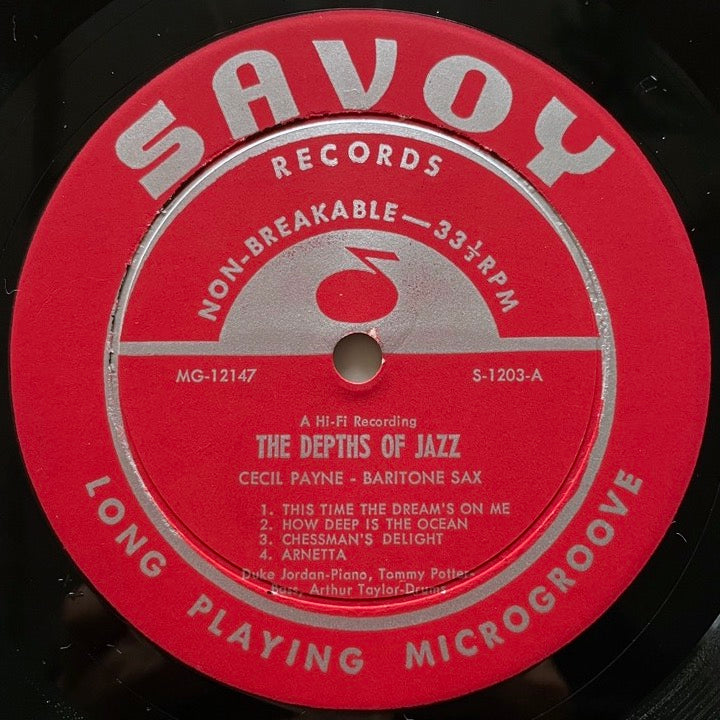 SAVOY
RECORDS
NON-BREAKABLE—33⅓RPM
MG-12147
S-1203-A
A Hi-Fi Recording
THE DEPTHS OF JAZZ
CECIL PAYNE - BARITONE SAX
1. THIS TIME THE DREAM'S ON ME
2. HOW DEEP IS THE OCEAN
3. CHESSMAN'S DELIGHT
4. ARNETTA
Duke Jordan-Piano, Tommy Potter-
Bass, Arthur Taylor-Drums
LONG PLAYING MICROGROOVE